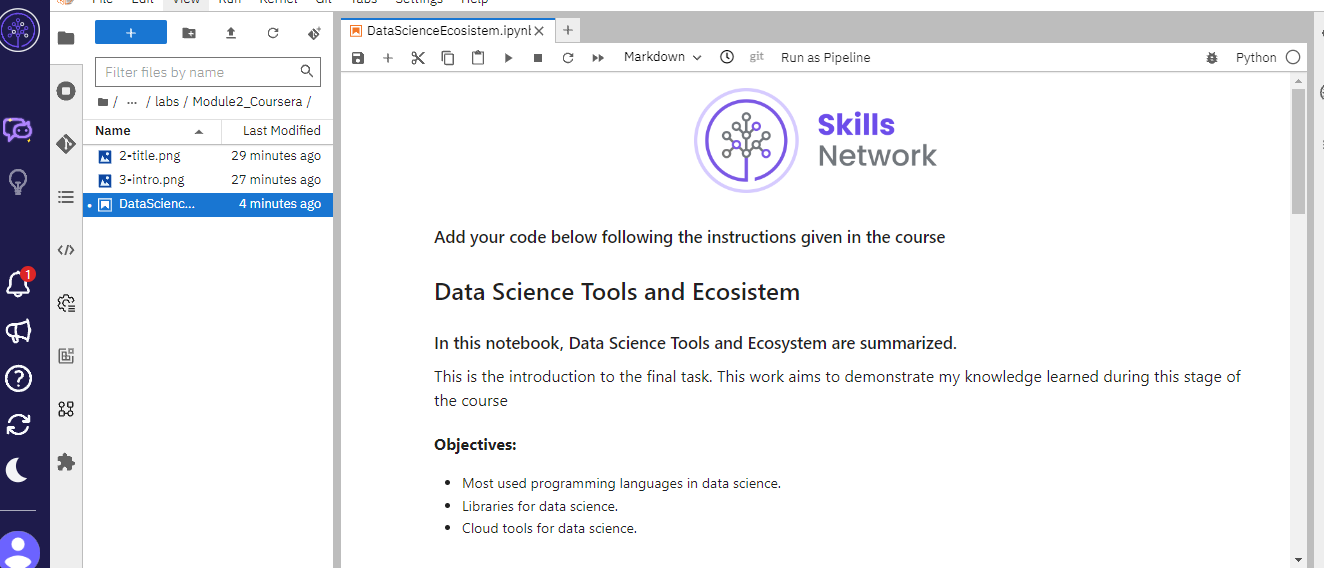 File Edit View Run Kernel Git Tabs Settings Help
DataScienceEcosistem.ipynb
+
Filter files by name
Markdown
git
Run as Pipeline
Python
/ ... / labs / Module2_Coursera /
Name
Last Modified
2-title.png
29 minutes ago
3-intro.png
27 minutes ago
DataScienc...
4 minutes ago
1
Skills
Network
Add your code below following the instructions given in the course
Data Science Tools and Ecosistem
In this notebook, Data Science Tools and Ecosystem are summarized.
This is the introduction to the final task. This work aims to demonstrate my knowledge learned during this stage of
the course
Objectives:
• Most used programming languages in data science.
• Libraries for data science.
• Cloud tools for data science.